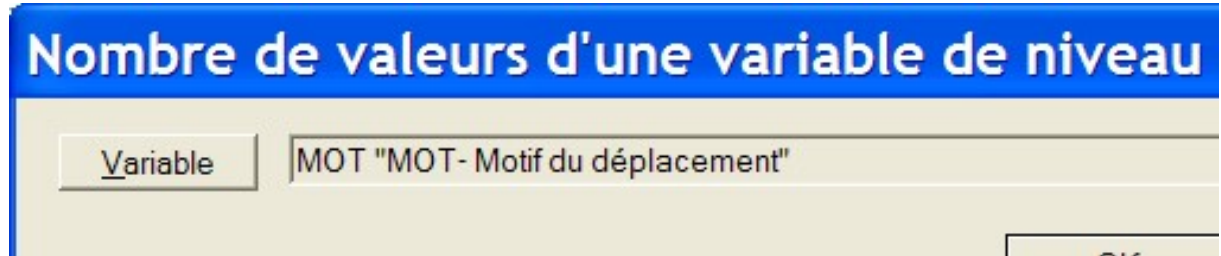 Nombre de valeurs d'une variable de niveau
Variable MOT "MOT- Motif du déplacement"